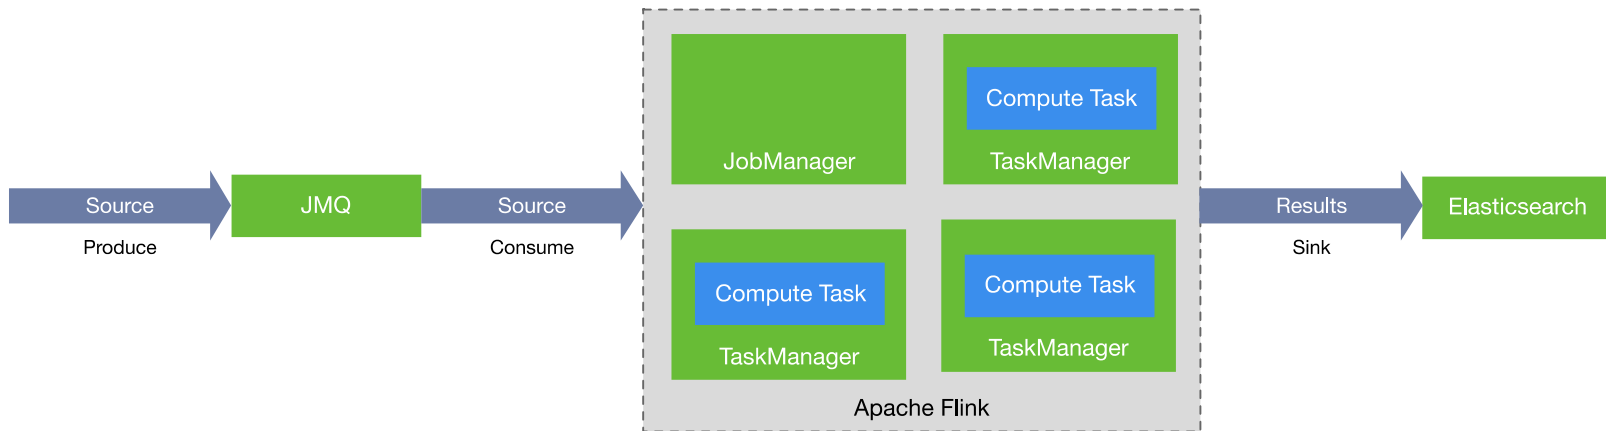 Source
Produce
JMQ
Source
Consume
JobManager
Compute Task
TaskManager
Compute Task
TaskManager
Compute Task
TaskManager
Apache Flink
Results
Sink
Elasticsearch